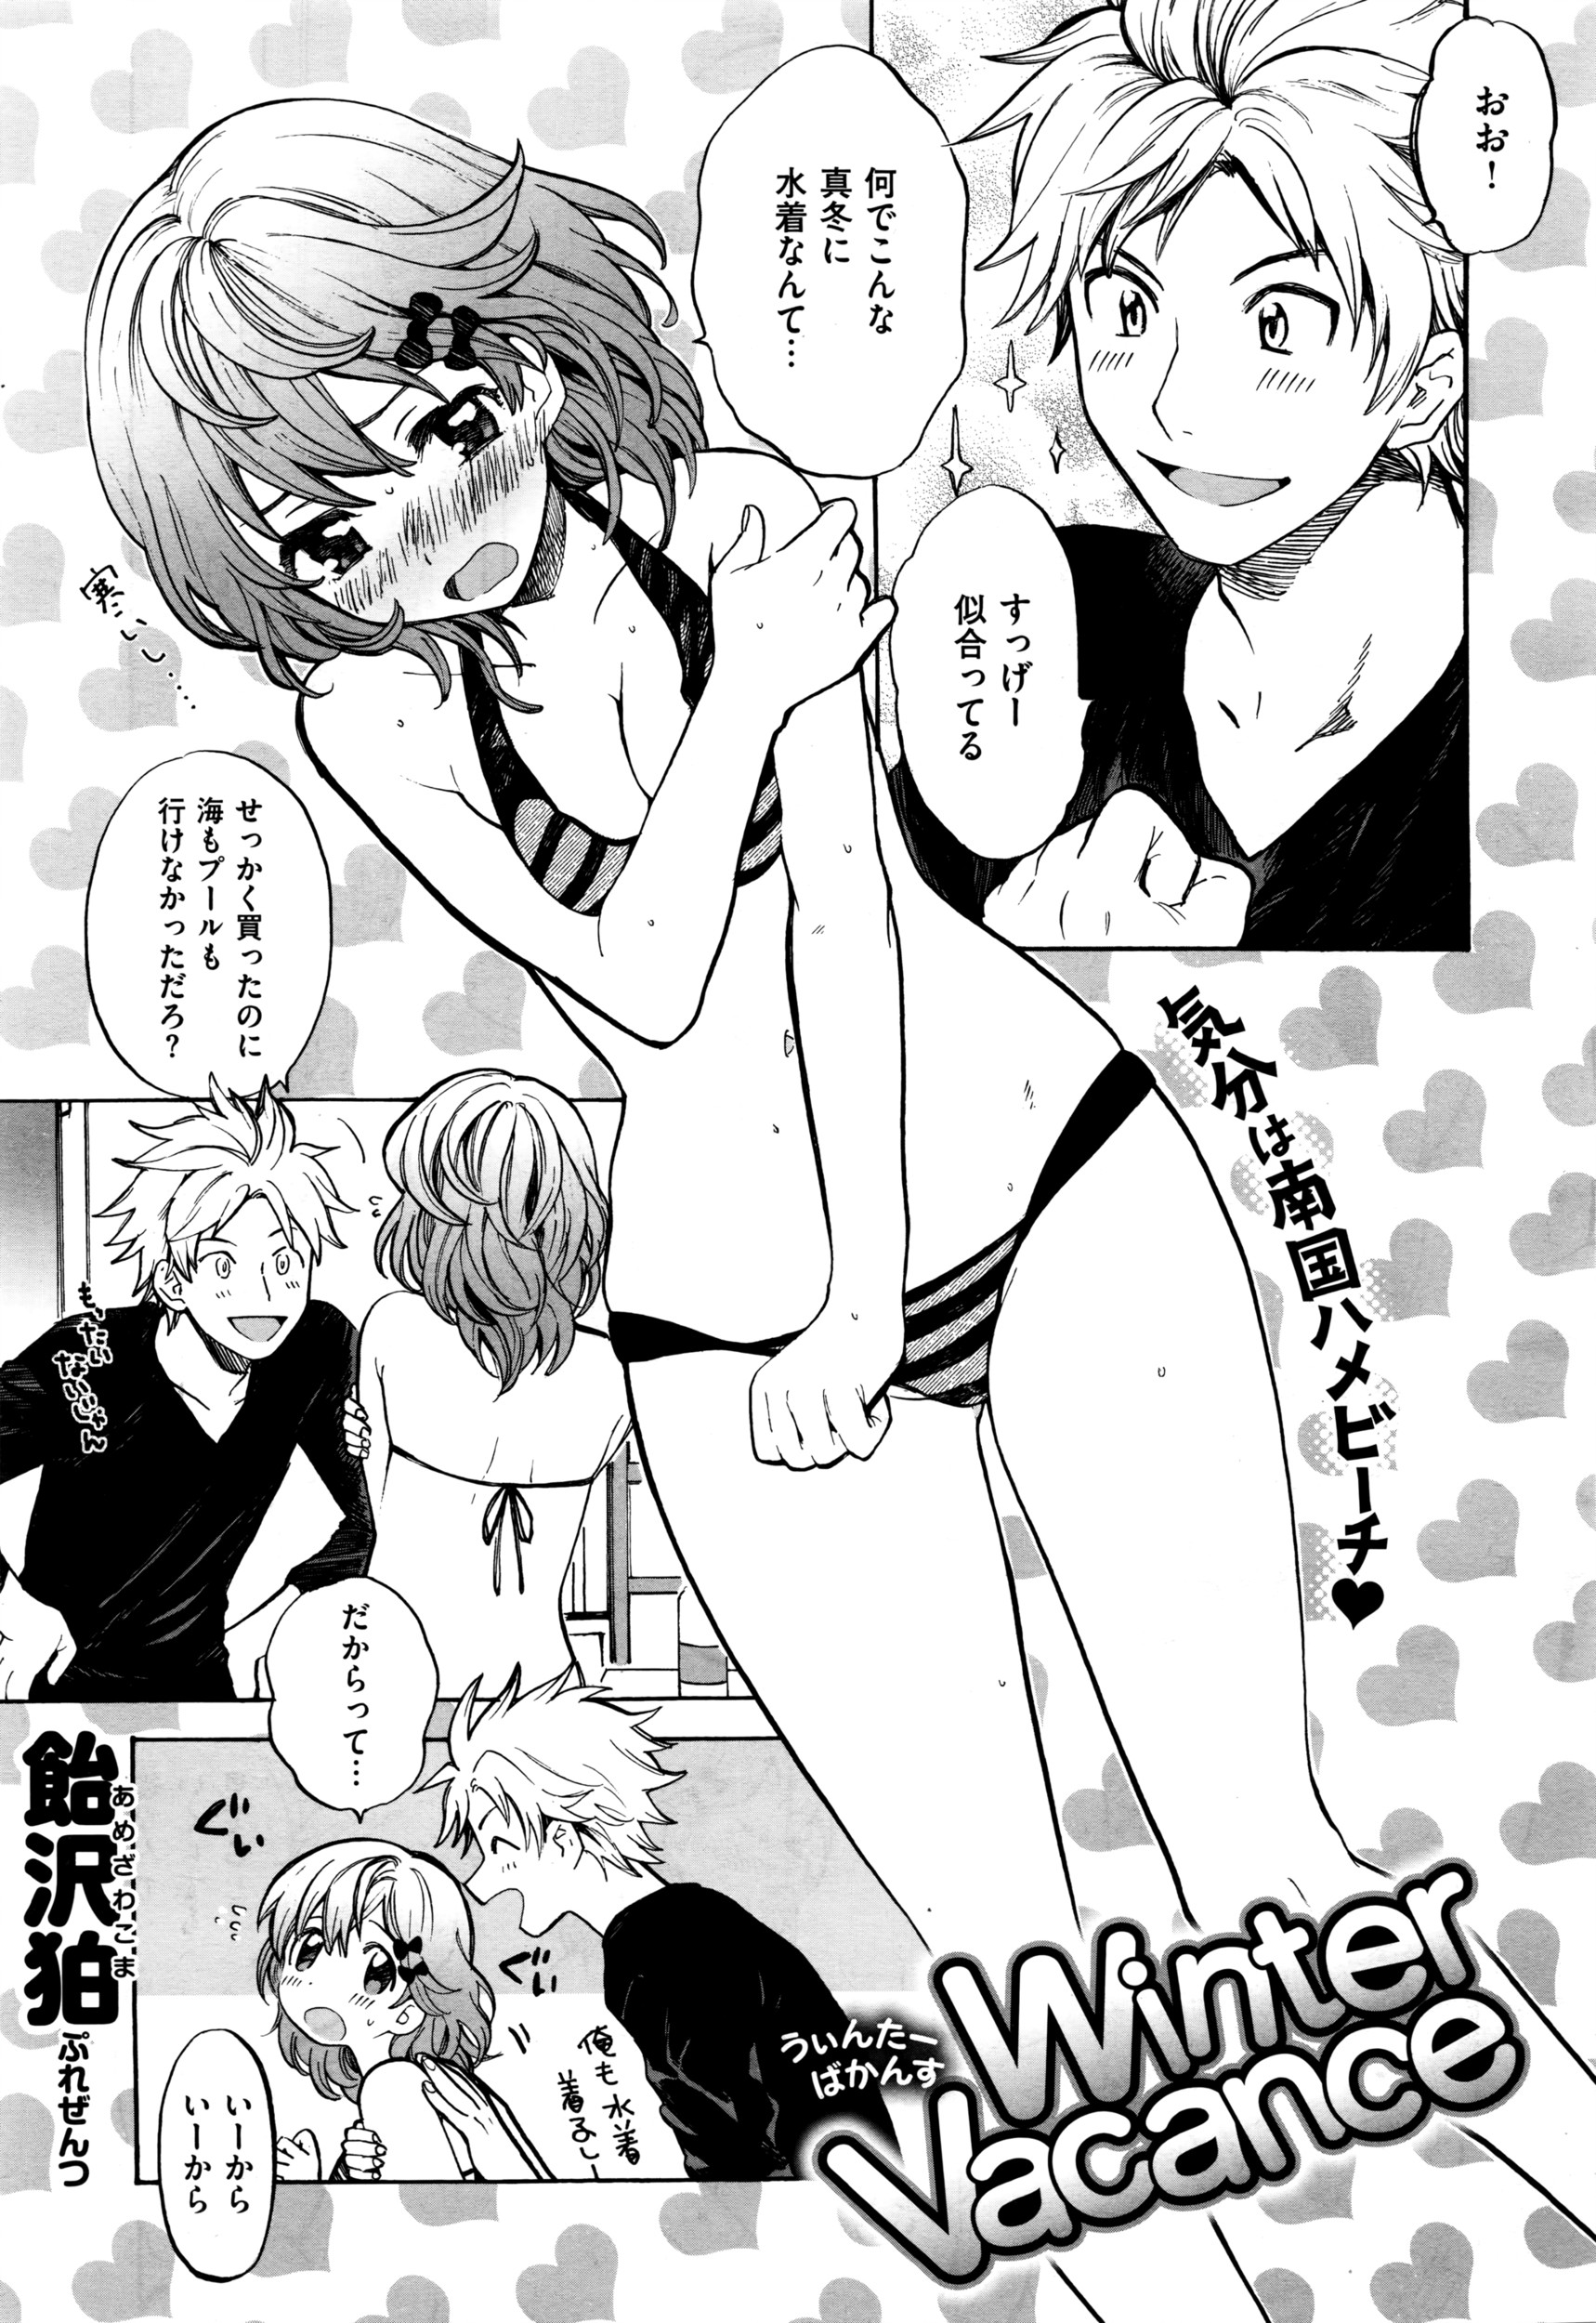 おお！
すっげー
似合ってる
何でこんな
真冬に
水着なんて…
寒いぃ……
気分は南国ハメビーチ♥
せっかく買ったのに
海もプールも
行けなかっただろ？
もったい
ないじゃん
だからって…
ぐい
ぐい
俺も水着
着るしー
いーから
いーから
Winter
Vacance
うぃんたー
ばかんす
飴沢狛
あめざわこま
ぷれぜんつ